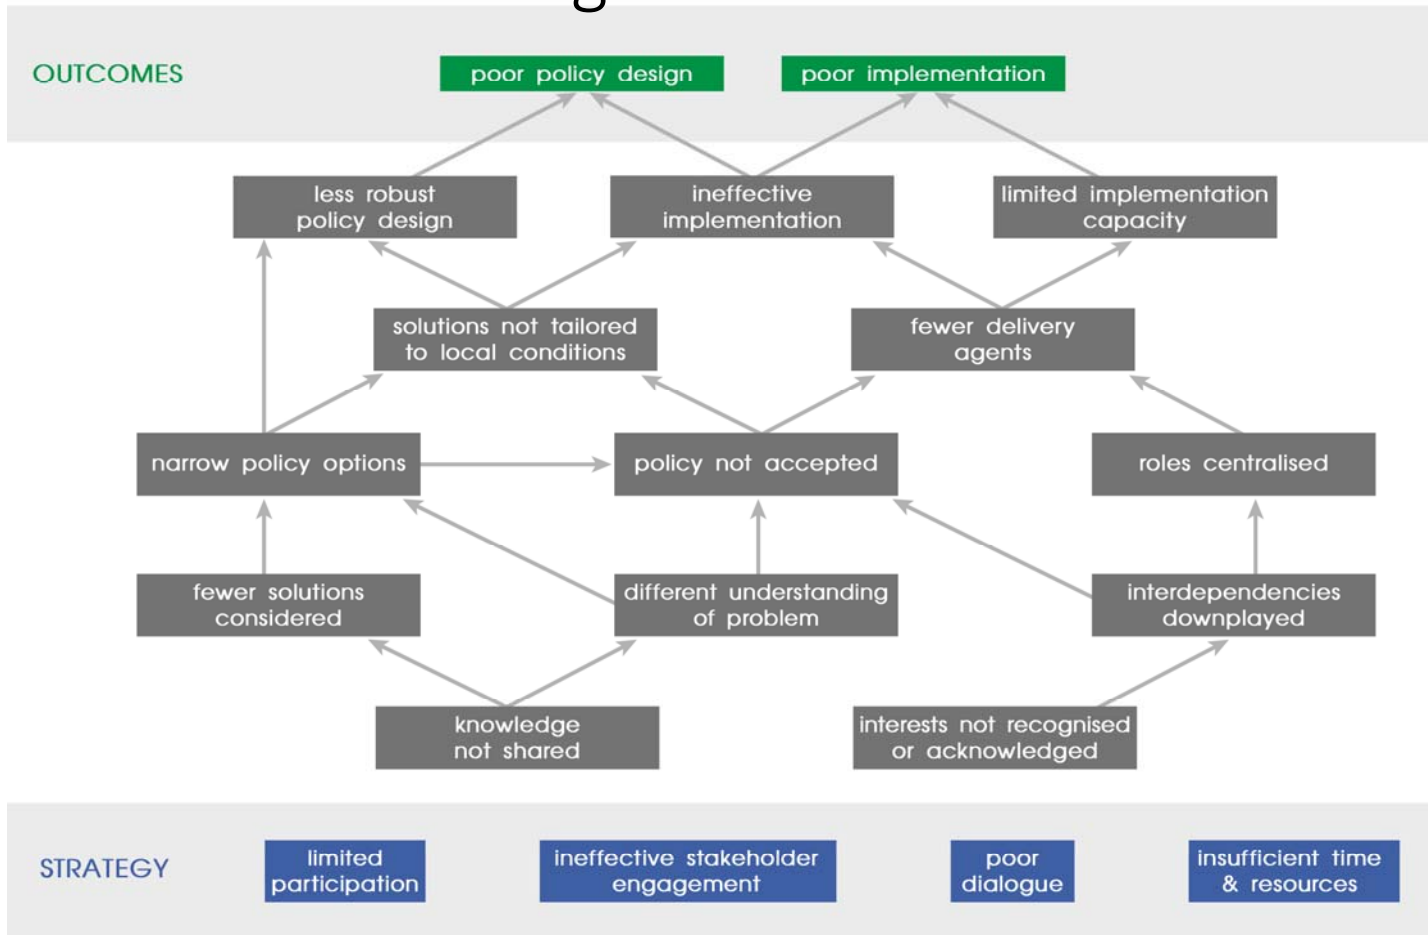 g
OUTCOMES
poor policy design
poor implementation
less robust
policy design
ineffective
implementation
limited implementation
capacity
solutions not tailored
to local conditions
fewer delivery
agents
narrow policy options
policy not accepted
roles centralised
fewer solutions
considered
different understanding
of problem
interdependencies
downplayed
knowledge
not shared
interests not recognised
or acknowledged
STRATEGY
limited
participation
ineffective stakeholder
engagement
poor
dialogue
insufficient time
& resources